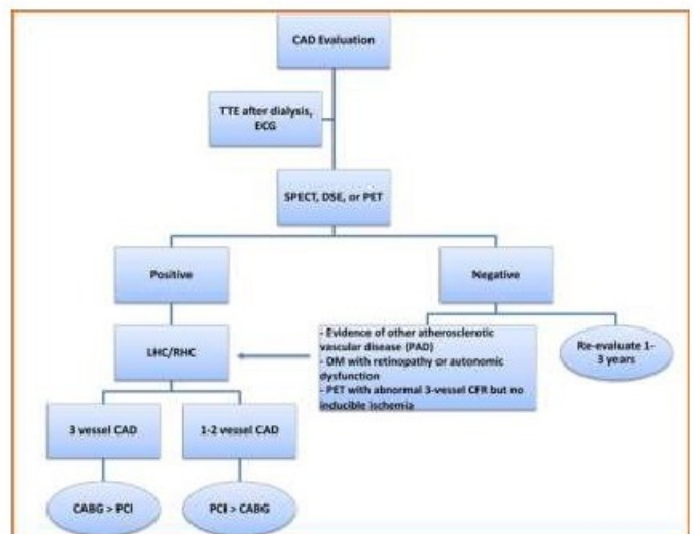 CAD Evaluation
TTE after dialysis,
ECG
SPECT, DSE, or PET
Positive
Negative
LHC/RHC
- Evidence of other atherosclerotic
vascular disease (PAD)
- DM with retinopathy or autonomic
dysfunction
- PET with abnormal 3-vessel CFR but no
inducible ischemia
Re-evaluate 1-
3 years
3 vessel CAD
1-2 vessel CAD
CABG > PCI
PCI > CABG